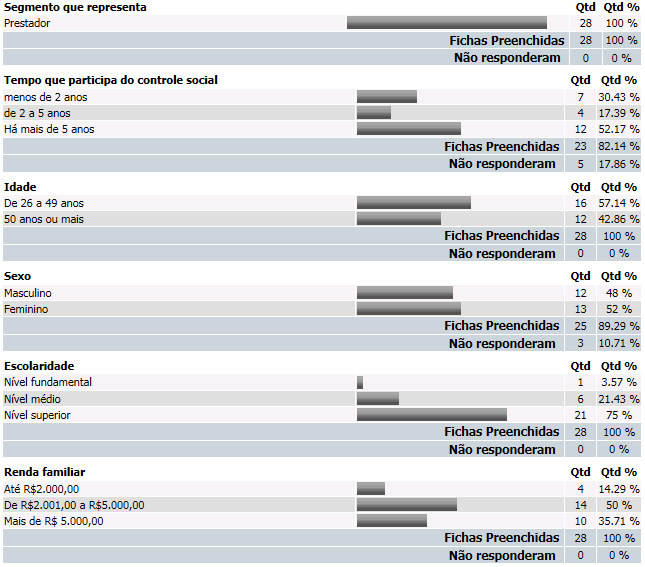 Segmento que representa Qtd Qtd %
Prestador 28 100 %
Fichas Preenchidas 28 100 %
Não responderam 0 0 %
Tempo que participa do controle social Qtd Qtd %
menos de 2 anos 7 30.43 %
de 2 a 5 anos 4 17.39 %
Há mais de 5 anos 12 52.17 %
Fichas Preenchidas 23 82.14 %
Não responderam 5 17.86 %
Idade Qtd Qtd %
De 26 a 49 anos 16 57.14 %
50 anos ou mais 12 42.86 %
Fichas Preenchidas 28 100 %
Não responderam 0 0 %
Sexo Qtd Qtd %
Masculino 12 48 %
Feminino 13 52 %
Fichas Preenchidas 25 89.29 %
Não responderam 3 10.71 %
Escolaridade Qtd Qtd %
Nível fundamental 1 3.57 %
Nível médio 6 21.43 %
Nível superior 21 75 %
Fichas Preenchidas 28 100 %
Não responderam 0 0 %
Renda familiar Qtd Qtd %
Até R$2.000,00 4 14.29 %
De R$2.001,00 a R$5.000,00 14 50 %
Mais de R$ 5.000,00 10 35.71 %
Fichas Preenchidas 28 100 %
Não responderam 0 0 %